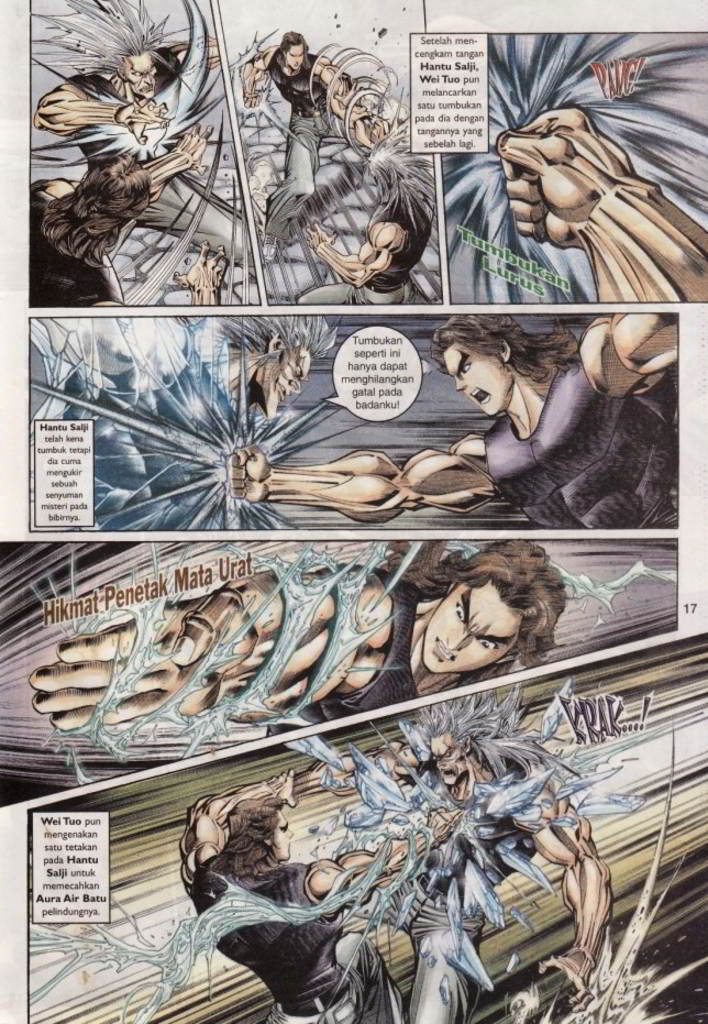 Setelah men-
cengkam tangan
Hantu Salji,
Wei Tuo pun
melancarkan
satu tumbukan
pada dia dengan
tangannya yang
sebelah lagi.
PANG!
Tumbukan
Lurus
Tumbukan
seperti ini
hanya dapat
menghilangkan
gatal pada
badanku!
Hantu Salji
telah kena
tumbuk tetapi
dia cuma
mengukir
sebuah
senyuman
misteri pada
bibirnya.
Hikmat Penetak Mata Urat
17
KRAK....!
Wei Tuo pun
mengenakan
satu tetakan
pada Hantu
Salji untuk
memecahkan
Aura Air Batu
pelindungnya.